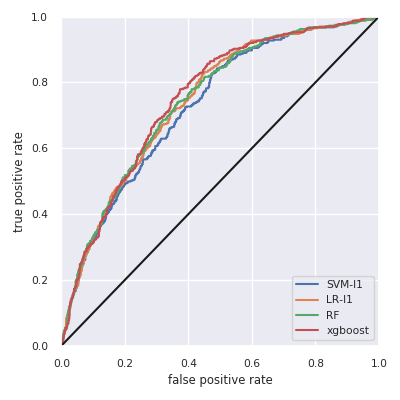 1.0
0.8
0.6
0.4
0.2
0.0
true positive rate
0.0 0.2 0.4 0.6 0.8 1.0
false positive rate
SVM-l1
LR-l1
RF
xgboost